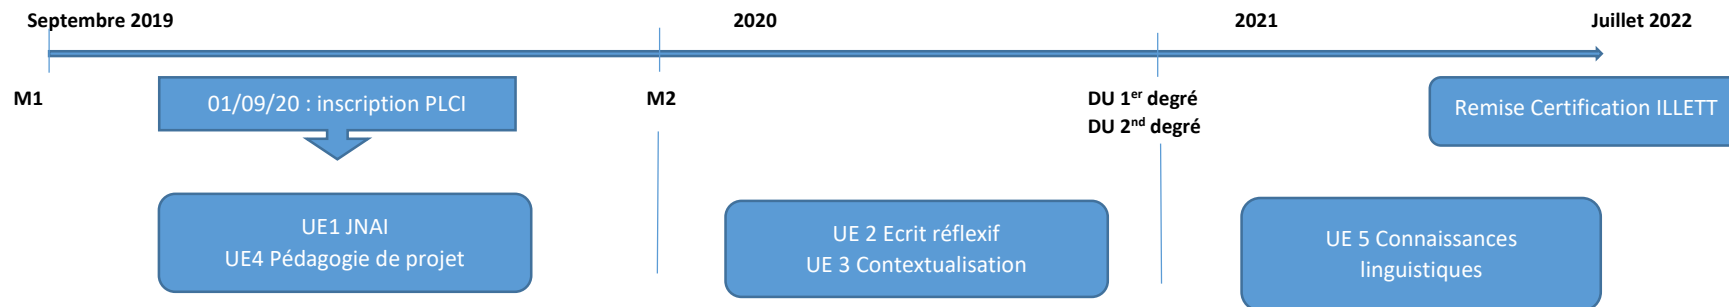 Septembre 2019 2020 2021 Juillet 2022
M1 M2 DU 1er degré
DU 2nd degré
01/09/20 : inscription PLCI
Remise Certification ILLETT
UE1 JNAI
UE4 Pédagogie de projet
UE 2 Ecrit réflexif
UE 3 Contextualisation
UE 5 Connaissances
linguistiques